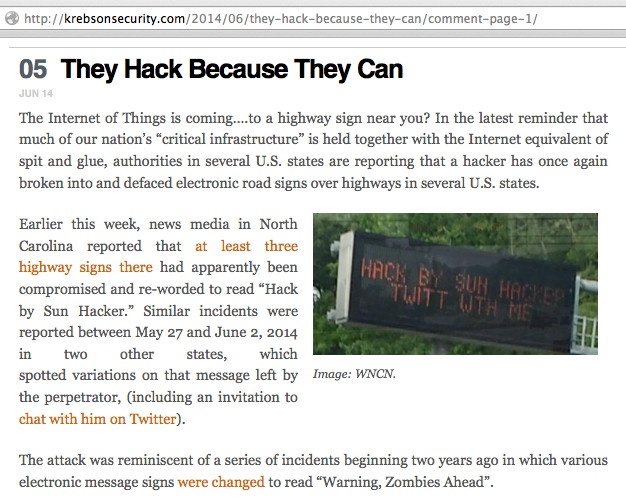 http://krebsonsecurity.com/2014/06/they-hack-because-they-can/comment-page-1/
05 They Hack Because They Can
JUN 14
The Internet of Things is coming....to a highway sign near you? In the latest reminder that
much of our nation's “critical infrastructure” is held together with the Internet equivalent of
spit and glue, authorities in several U.S. states are reporting that a hacker has once again
broken into and defaced electronic road signs over highways in several U.S. states.
Earlier this week, news media in North
Carolina reported that at least three
highway signs there had apparently been
compromised and re-worded to read “Hack
by Sun Hacker.” Similar incidents were
reported between May 27 and June 2, 2014
in two other states, which
spotted variations on that message left by
the perpetrator, (including an invitation to
chat with him on Twitter).
HACK BY SUN HACKER
TWITT WTH ME
Image: WNCN.
The attack was reminiscent of a series of incidents beginning two years ago in which various
electronic message signs were changed to read “Warning, Zombies Ahead”.